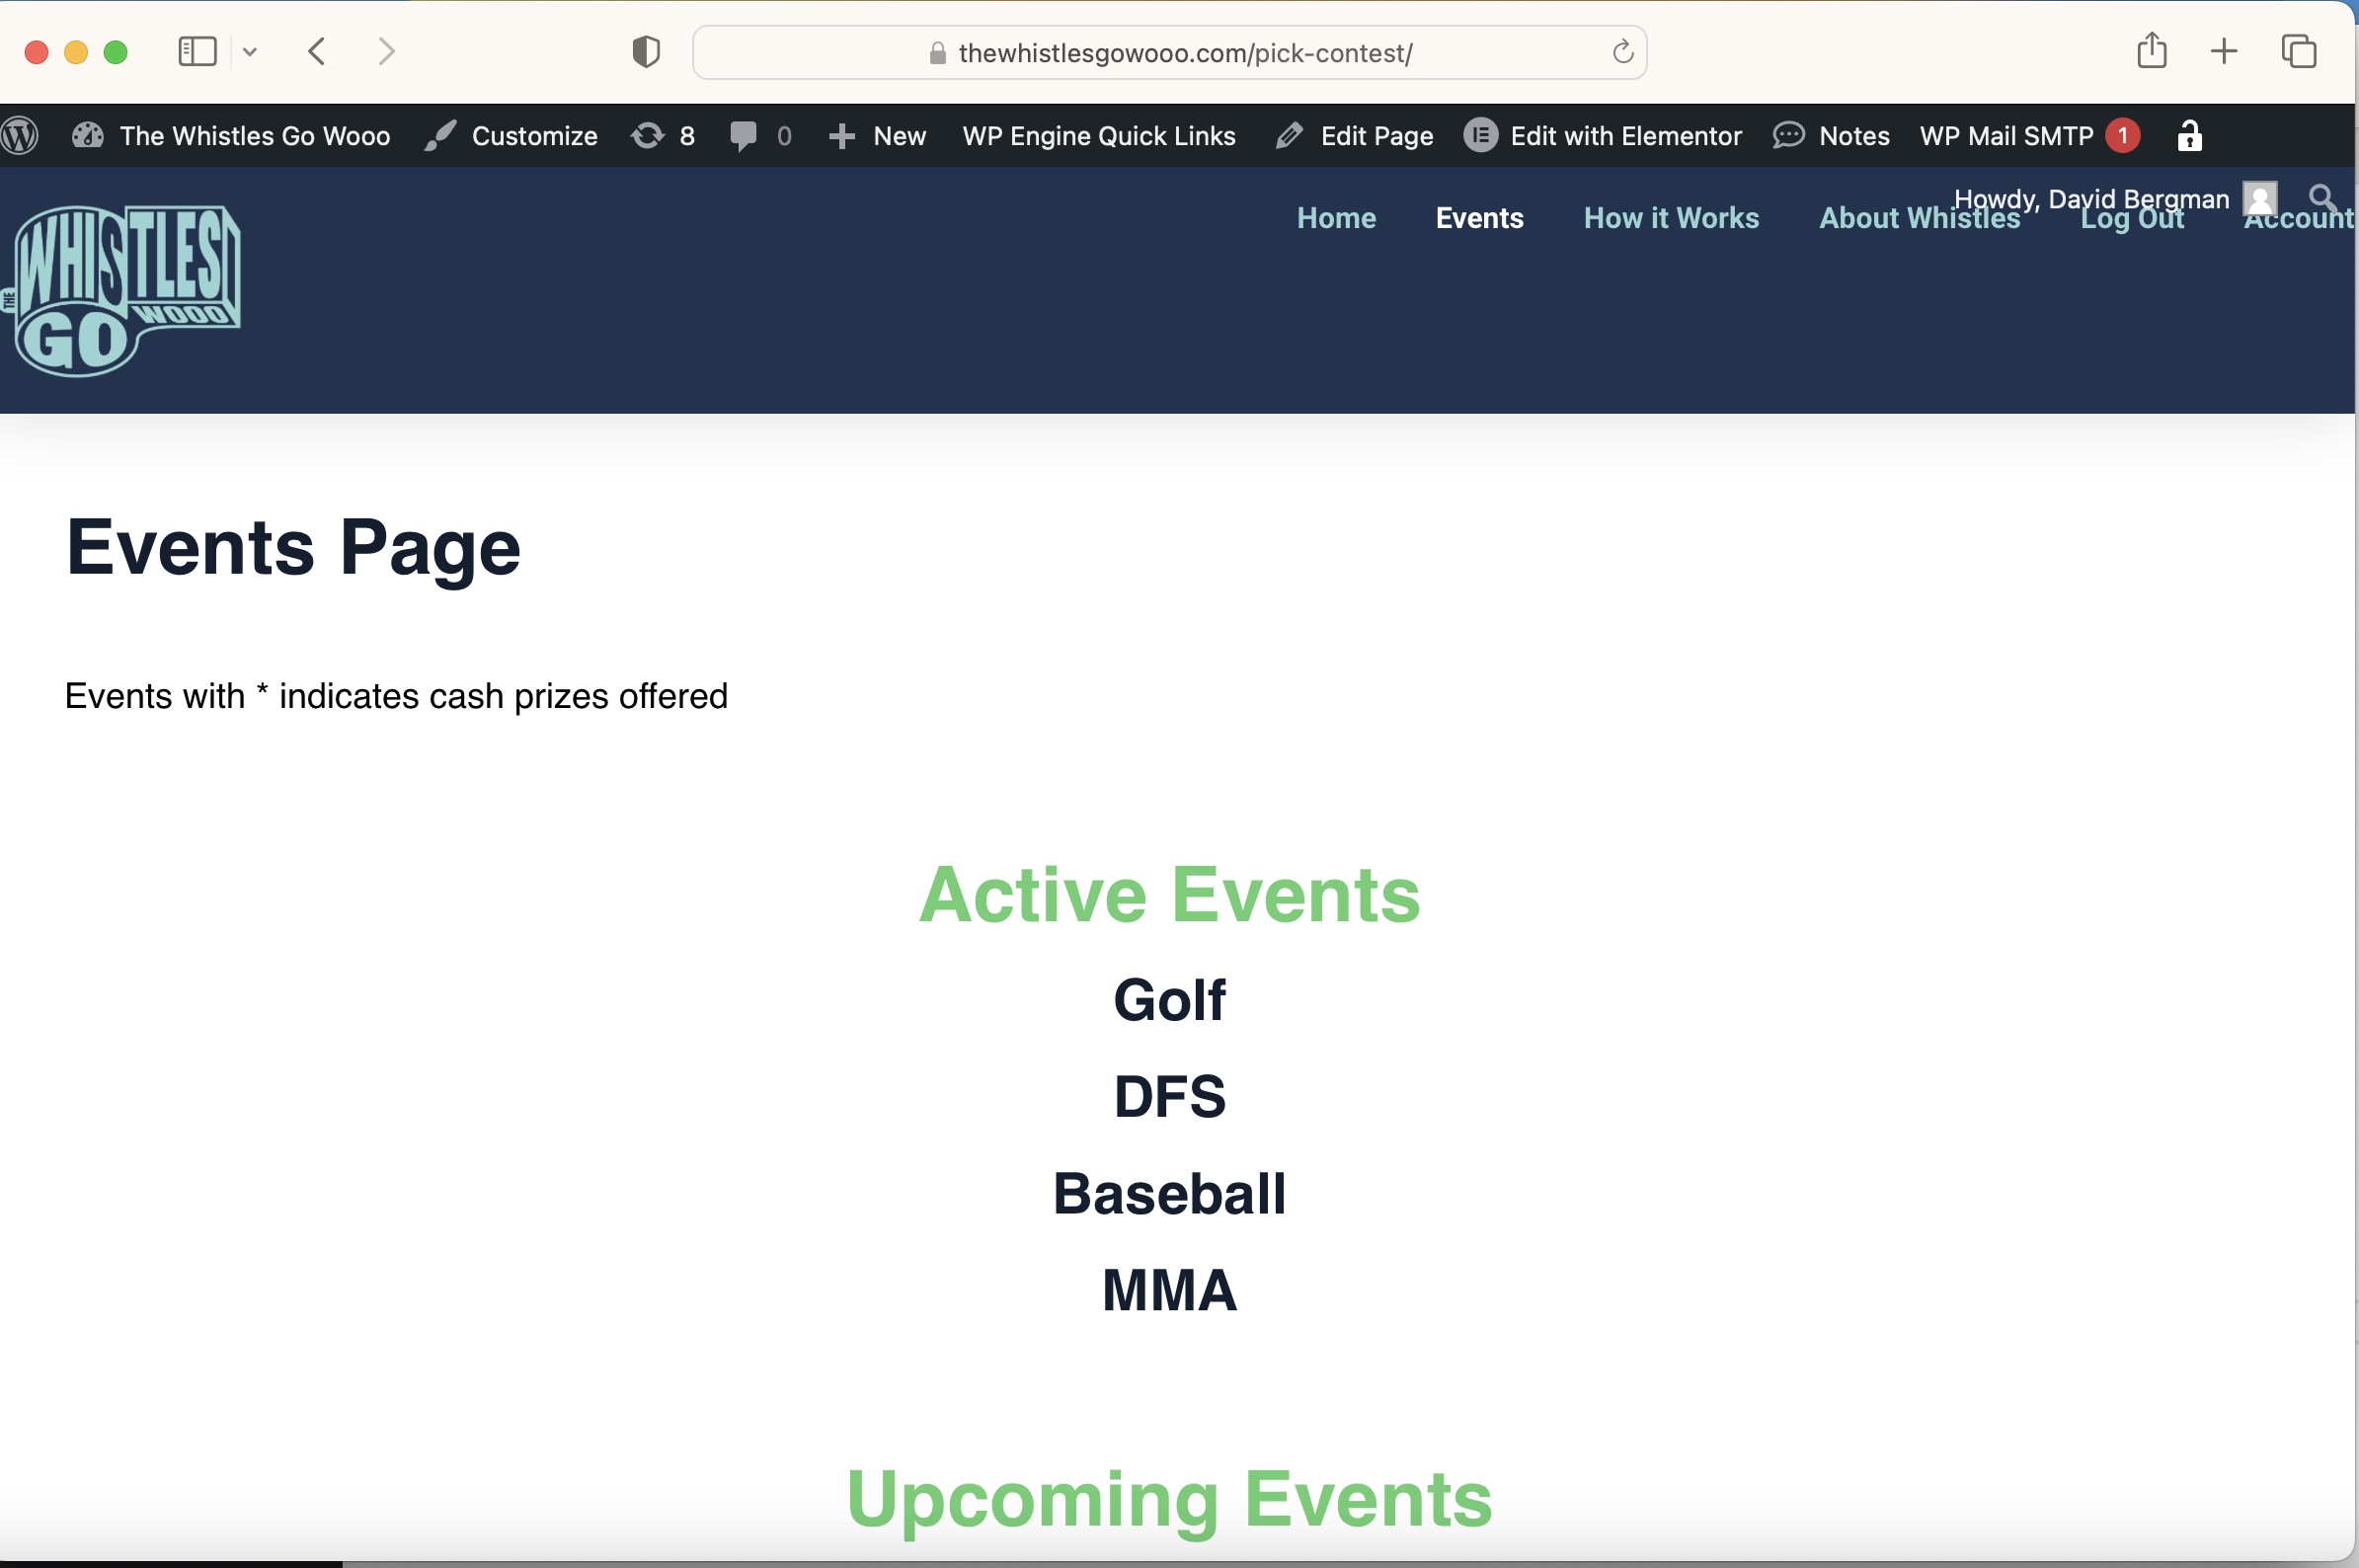 thewhistlesgowooo.com/pick-contest/
The Whistles Go Wooo Customize 8 0 New WP Engine Quick Links Edit Page Edit with Elementor Notes WP Mail SMTP 1
Howdy, David Bergman
Home Events How it Works About Whistles Log Out Account
THE WHISTLES
GO WOOO
Events Page
Events with * indicates cash prizes offered
Active Events
Golf
DFS
Baseball
MMA
Upcoming Events